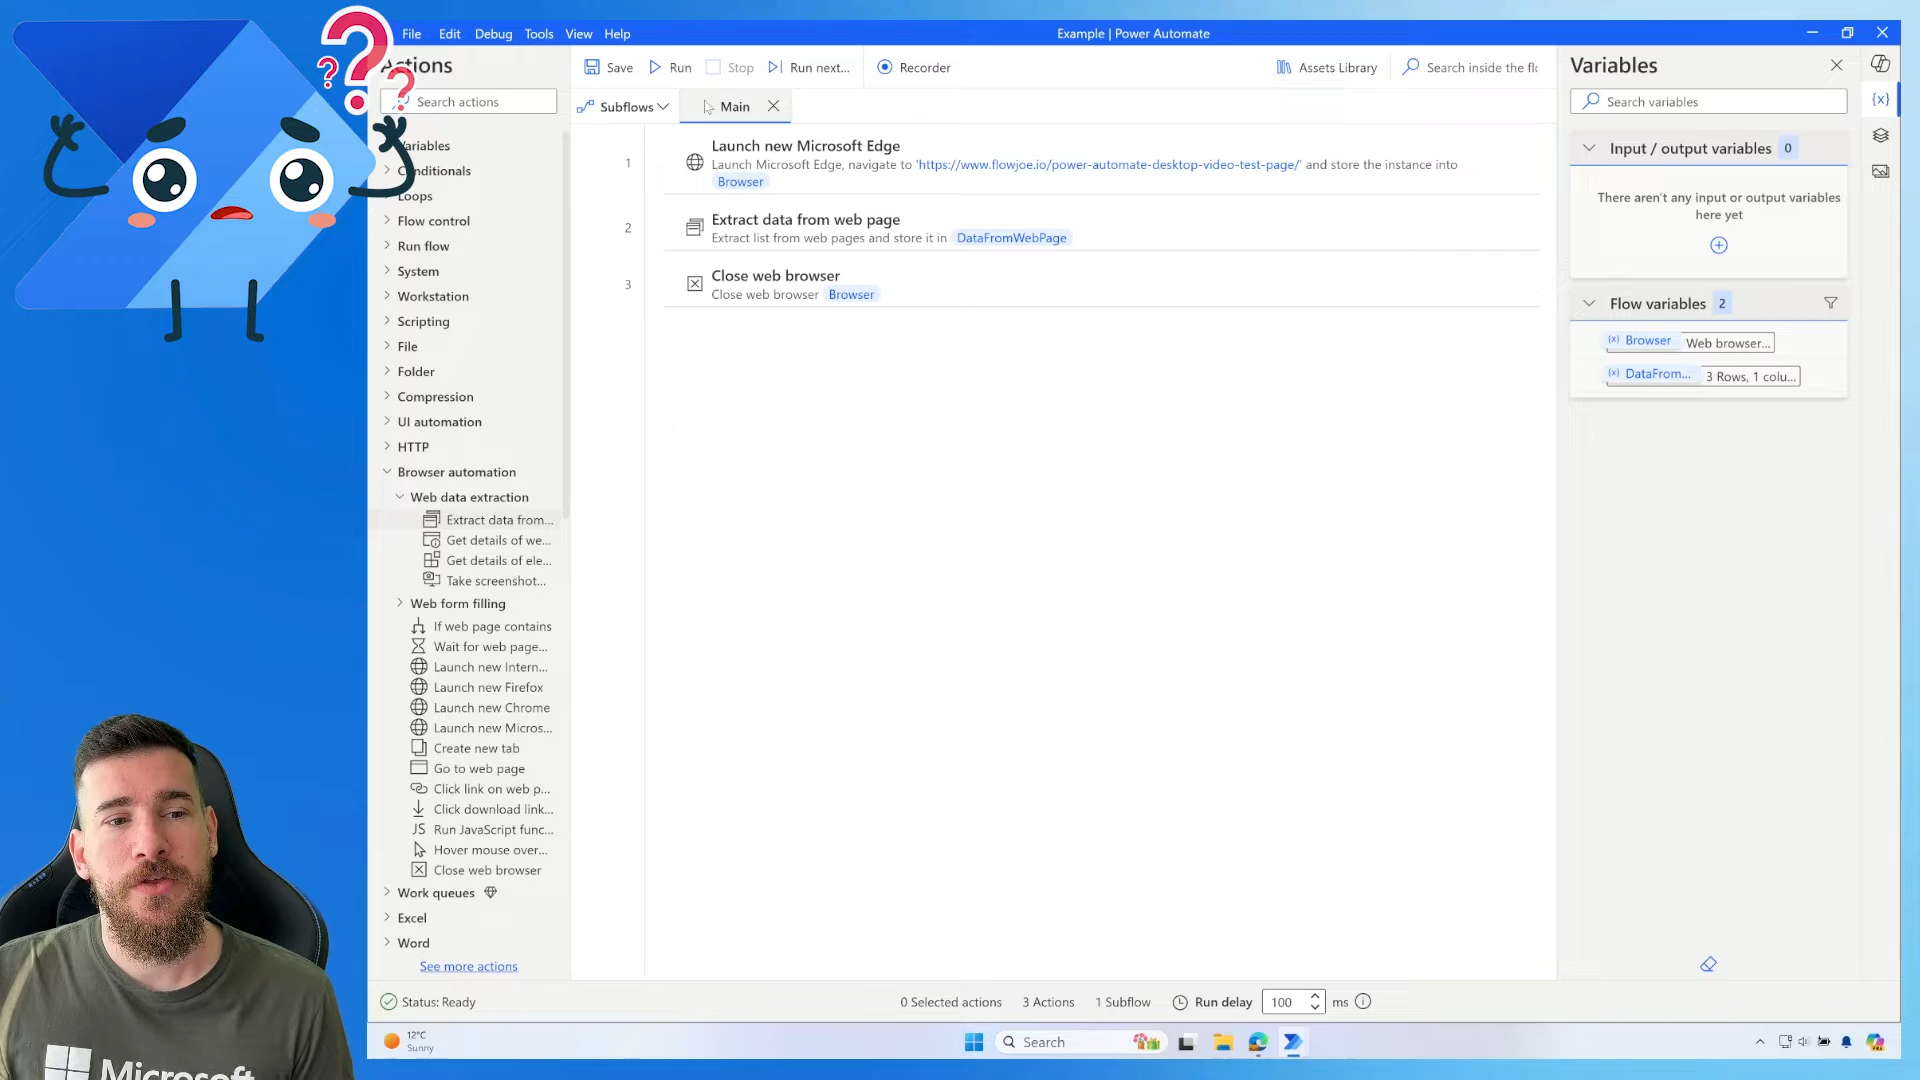 File Edit Debug Tools View Help
Example | Power Automate
Actions
Search actions
Variables
Conditionals
Loops
Flow control
Run flow
System
Workstation
Scripting
File
Folder
Compression
UI automation
HTTP
Browser automation
Web data extraction
Extract data from...
Get details of we...
Get details of ele...
Take screenshot...
Web form filling
If web page contains
Wait for web page...
Launch new Intern...
Launch new Firefox
Launch new Chrome
Launch new Micros...
Create new tab
Go to web page
Click link on web p...
Click download link...
JS Run JavaScript func...
Hover mouse over...
Close web browser
Work queues
Excel
Word
See more actions
Save Run Stop Run next... Recorder
Assets Library Search inside the flo
Subflows Main
1 Launch new Microsoft Edge
Launch Microsoft Edge, navigate to 'https://www.flowjoe.io/power-automate-desktop-video-test-page/' and store the instance into
Browser
2 Extract data from web page
Extract list from web pages and store it in DataFromWebPage
3 Close web browser
Close web browser Browser
Variables
Search variables
{x}
Input / output variables 0
There aren't any input or output variables
here yet
Flow variables 2
(x) Browser Web browser...
(x) DataFrom... 3 Rows, 1 colu...
Status: Ready
0 Selected actions 3 Actions 1 Subflow Run delay 100 ms
12°C
Sunny
Search
Microsoft
? ? ? ?